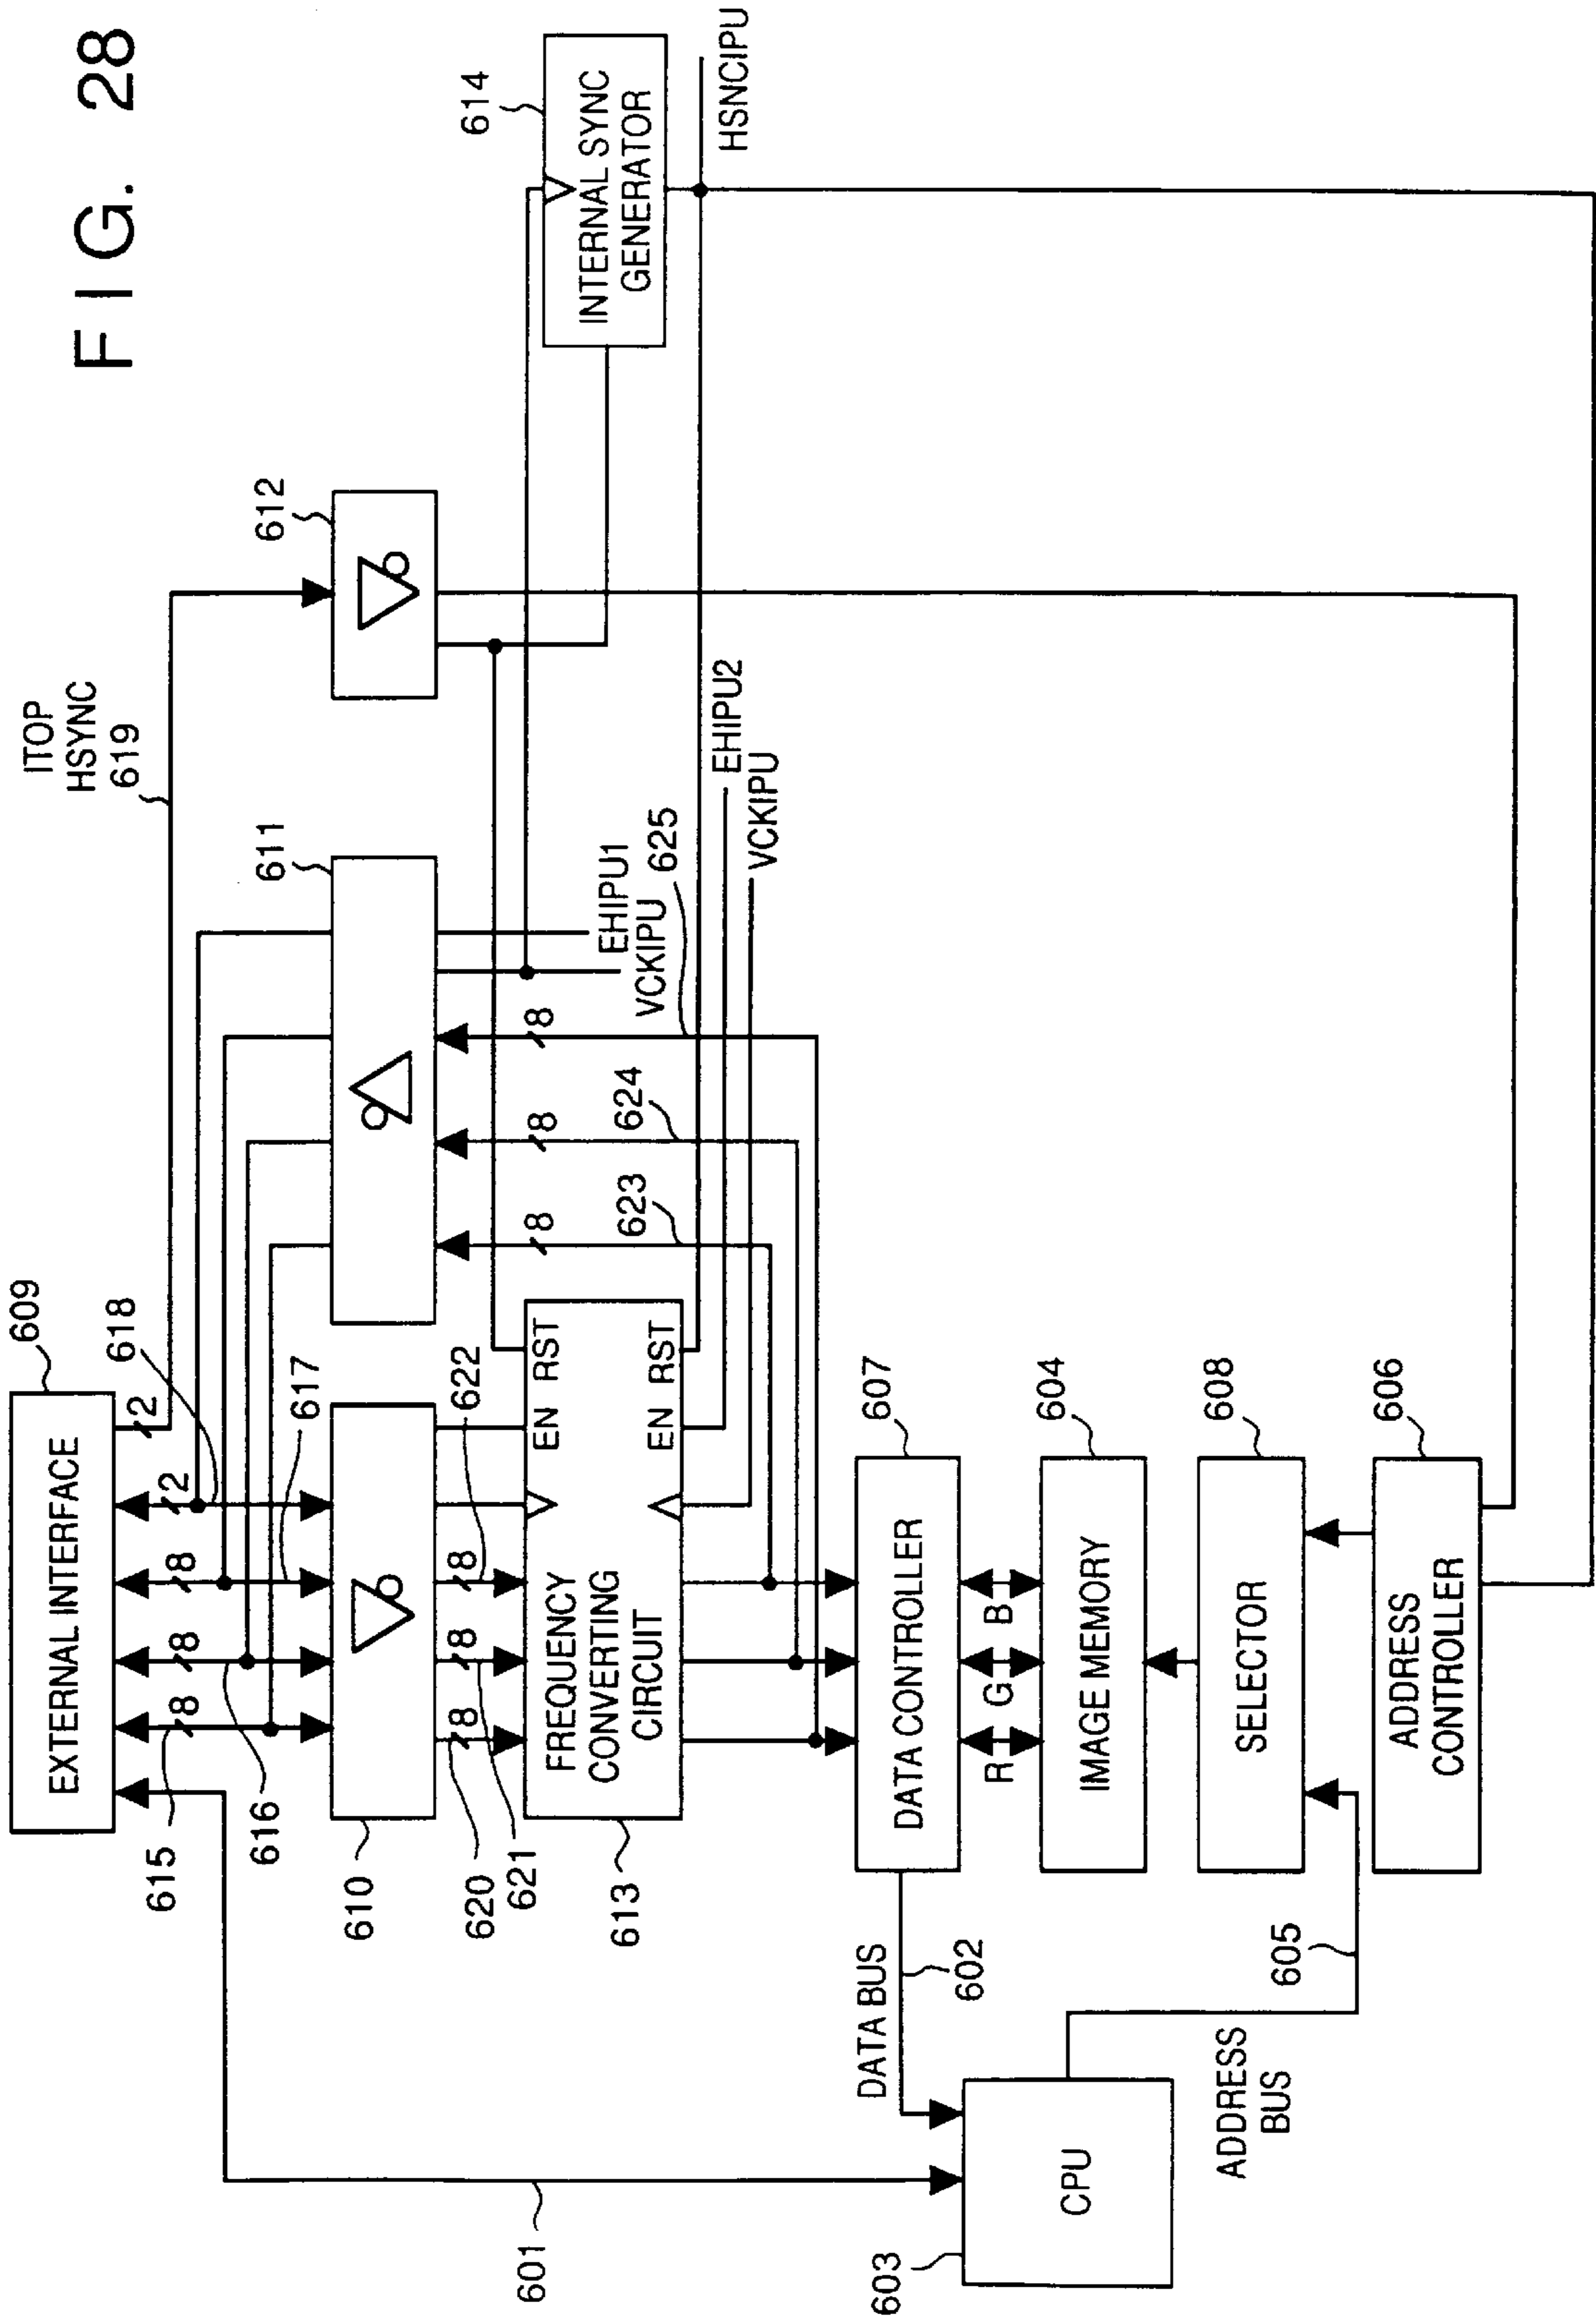 FIG. 28
EXTERNAL INTERFACE
609
2
2
8
8
8
618
617
615
616
ITOP
HSYNC
619
610
611
612
614
INTERNAL SYNC
GENERATOR
HSNCIPU
EHIPU1
VCKIPU
625
EHIPU2
VCKIPU
8
8
8
620
621
622
8
8
8
623
624
FREQUENCY
CONVERTING
CIRCUIT
EN RST
EN RST
613
DATA CONTROLLER
607
R
G
B
IMAGE MEMORY
604
SELECTOR
608
ADDRESS
CONTROLLER
606
DATA BUS
602
605
ADDRESS
BUS
CPU
603
601